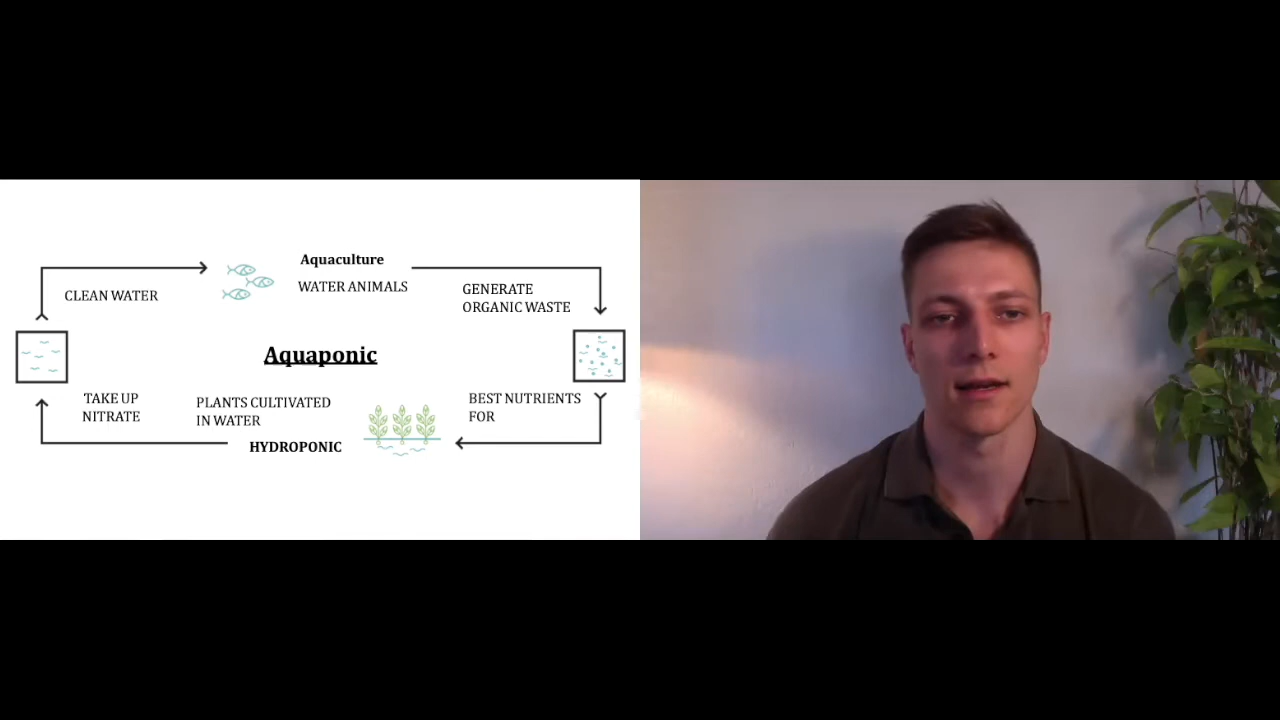 Aquaculture
WATER ANIMALS
CLEAN WATER
GENERATE
ORGANIC WASTE
Aquaponic
TAKE UP
NITRATE
PLANTS CULTIVATED
IN WATER
HYDROPONIC
BEST NUTRIENTS
FOR